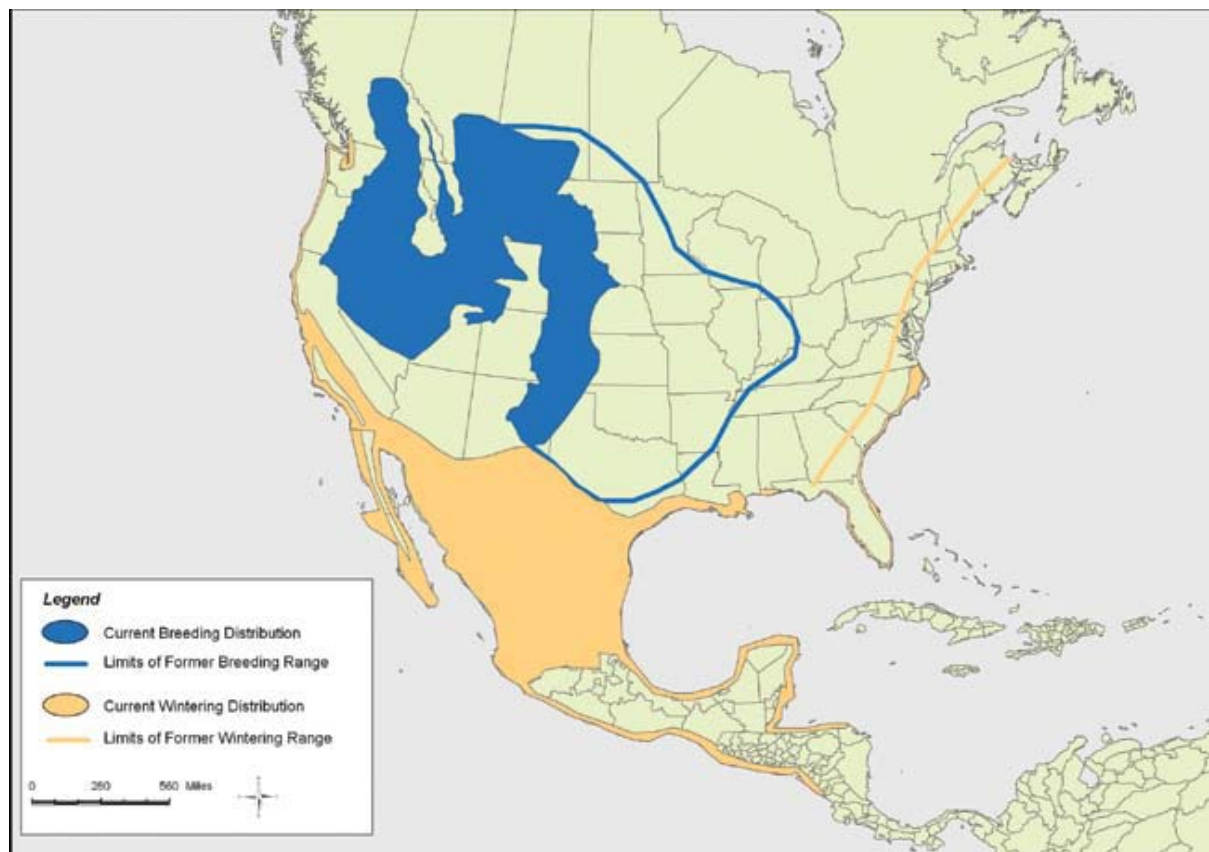 Legend
Current Breeding Distribution
Limits of Former Breeding Range
Current Wintering Distribution
Limits of Former Wintering Range
0 280 560 Miles